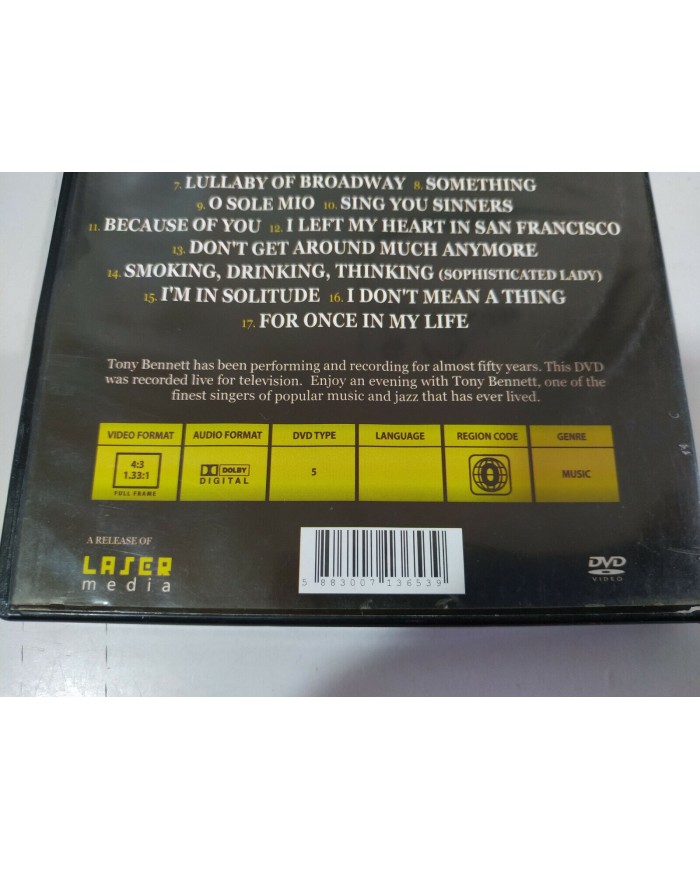 7. LULLABY OF BROADWAY 8. SOMETHING
9. O SOLE MIO 10. SING YOU SINNERS
11. BECAUSE OF YOU 12. I LEFT MY HEART IN SAN FRANCISCO
13. DON'T GET AROUND MUCH ANYMORE
14. SMOKING, DRINKING, THINKING (SOPHISTICATED LADY)
15. I'M IN SOLITUDE 16. I DON'T MEAN A THING
17. FOR ONCE IN MY LIFE
Tony Bennett has been performing and recording for almost fifty years. This DVD
was recorded live for television. Enjoy an evening with Tony Bennett, one of the
finest singers of popular music and jazz that has ever lived.
VIDEO FORMAT AUDIO FORMAT DVD TYPE LANGUAGE REGION CODE GENRE
4:3
1.33:1
FULL FRAME
DOLBY
DIGITAL
5
0
MUSIC
A RELEASE OF
LASER
media
5 883007 136539
DVD
VIDEO